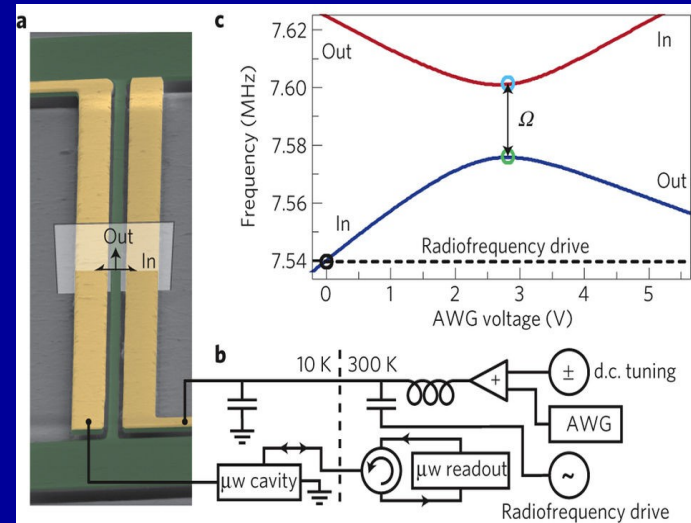 a
Out
In
c
Frequency (MHz)
7.62
7.60
7.58
7.56
7.54
Out
In
Ω
In
Out
Radiofrequency drive
0
1
2
3
4
5
AWG voltage (V)
b
10 K
300 K
+
±
d.c. tuning
AWG
μw cavity
μw readout
~
Radiofrequency drive